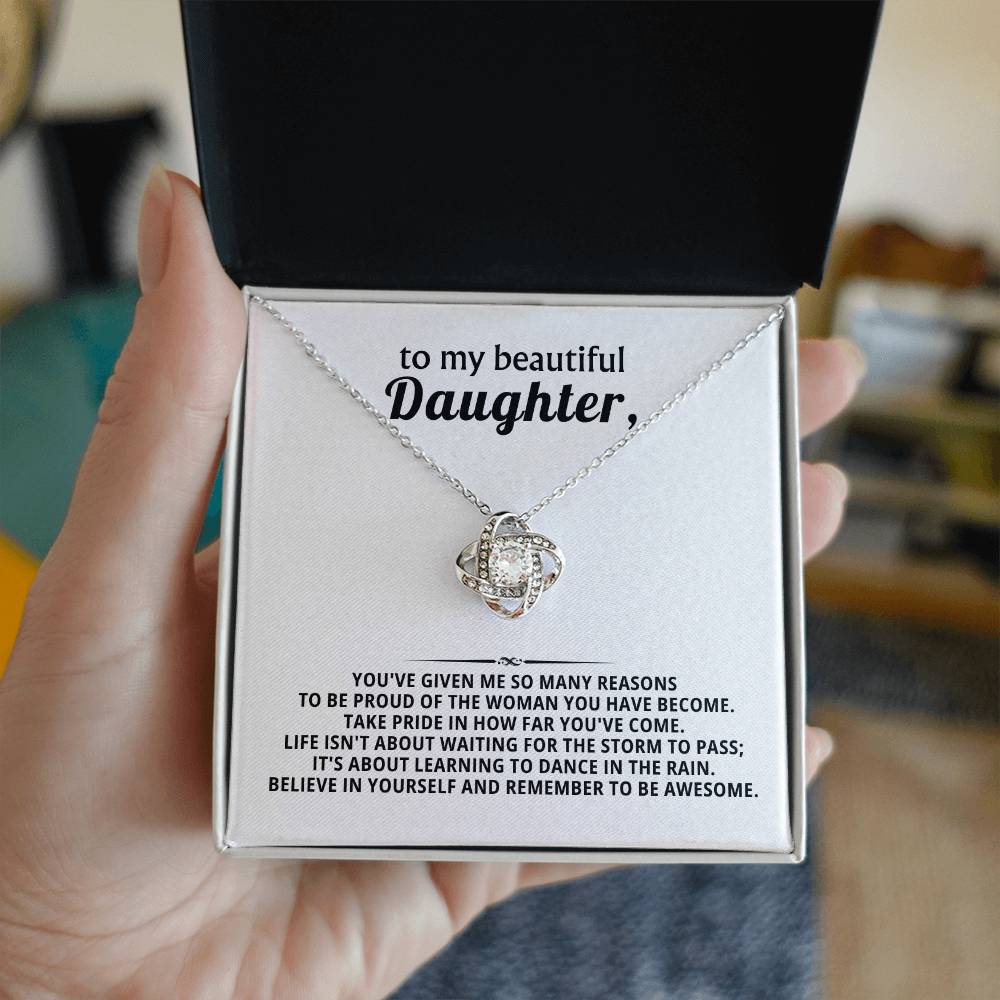 to my beautiful
Daughter,
YOU'VE GIVEN ME SO MANY REASONS
TO BE PROUD OF THE WOMAN YOU HAVE BECOME.
TAKE PRIDE IN HOW FAR YOU'VE COME.
LIFE ISN'T ABOUT WAITING FOR THE STORM TO PASS;
IT'S ABOUT LEARNING TO DANCE IN THE RAIN.
BELIEVE IN YOURSELF AND REMEMBER TO BE AWESOME.